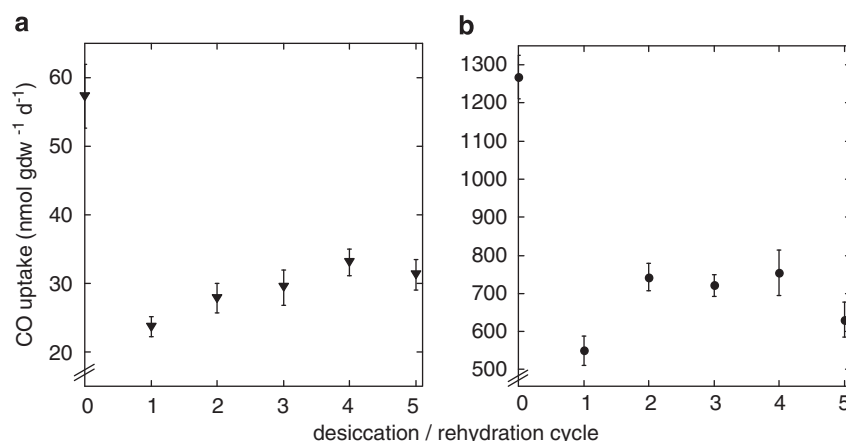 a
b
CO uptake (nmol gdw -1 d-1)
60
50
40
30
20
0 1 2 3 4 5
1300
1200
1100
1000
900
800
700
600
500
0 1 2 3 4 5
desiccation / rehydration cycle